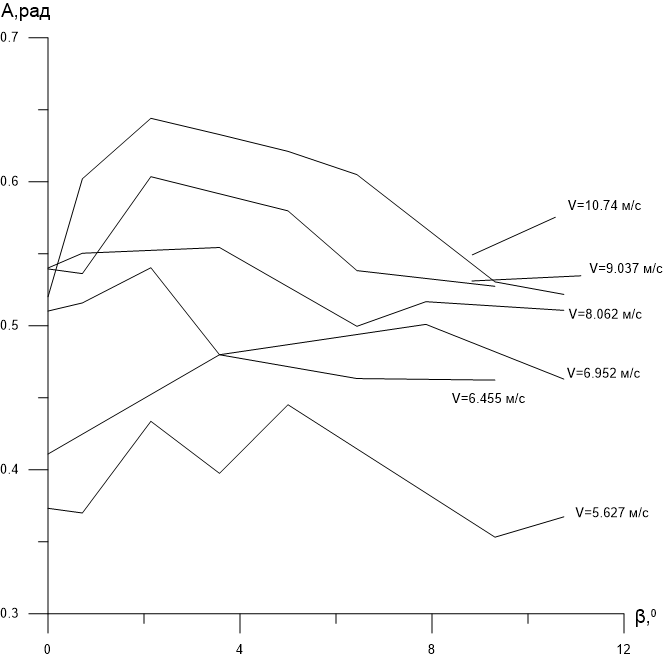 А,рад
0.7
0.6
0.5
0.4
0.3
V=10.74 м/с
V=9.037 м/с
V=8.062 м/с
V=6.952 м/с
V=6.455 м/с
V=5.627 м/с
β,⁰
0 4 8 12